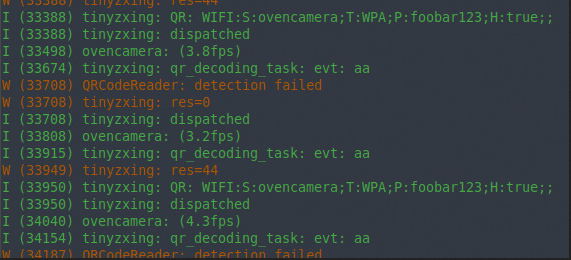 W (33388) tinyzxing: res=44
I (33388) tinyzxing: QR: WIFI:S:ovencamera;T:WPA;P:foobar123;H:true;;
I (33388) tinyzxing: dispatched
I (33498) ovencamera: (3.8fps)
I (33674) tinyzxing: qr_decoding_task: evt: aa
W (33708) QRCodeReader: detection failed
W (33708) tinyzxing: res=0
I (33708) tinyzxing: dispatched
I (33808) ovencamera: (3.2fps)
I (33915) tinyzxing: qr_decoding_task: evt: aa
W (33949) tinyzxing: res=44
I (33950) tinyzxing: QR: WIFI:S:ovencamera;T:WPA;P:foobar123;H:true;;
I (33950) tinyzxing: dispatched
I (34040) ovencamera: (4.3fps)
I (34154) tinyzxing: qr_decoding_task: evt: aa
W (34187) QRCodeReader: detection failed